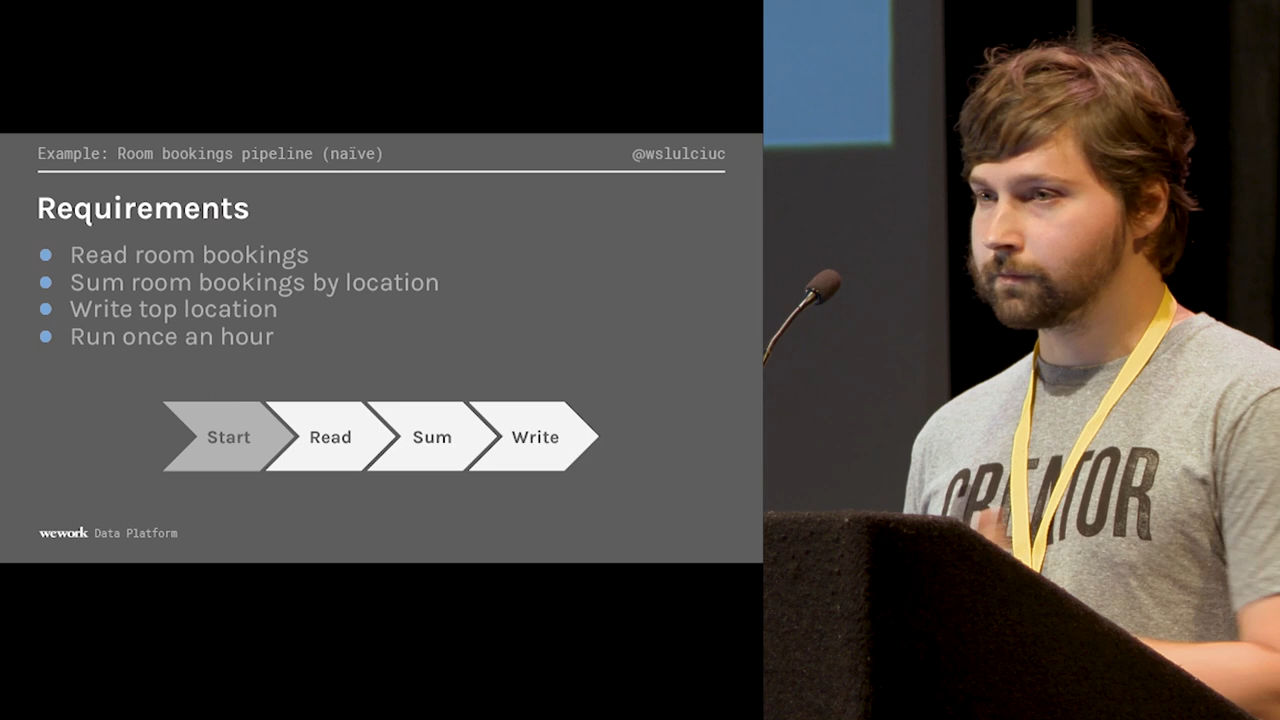 Example: Room bookings pipeline (naïve)
@wslulciuc
Requirements
Read room bookings
Sum room bookings by location
Write top location
Run once an hour
Start
Read
Sum
Write
wework Data Platform
CREATOR